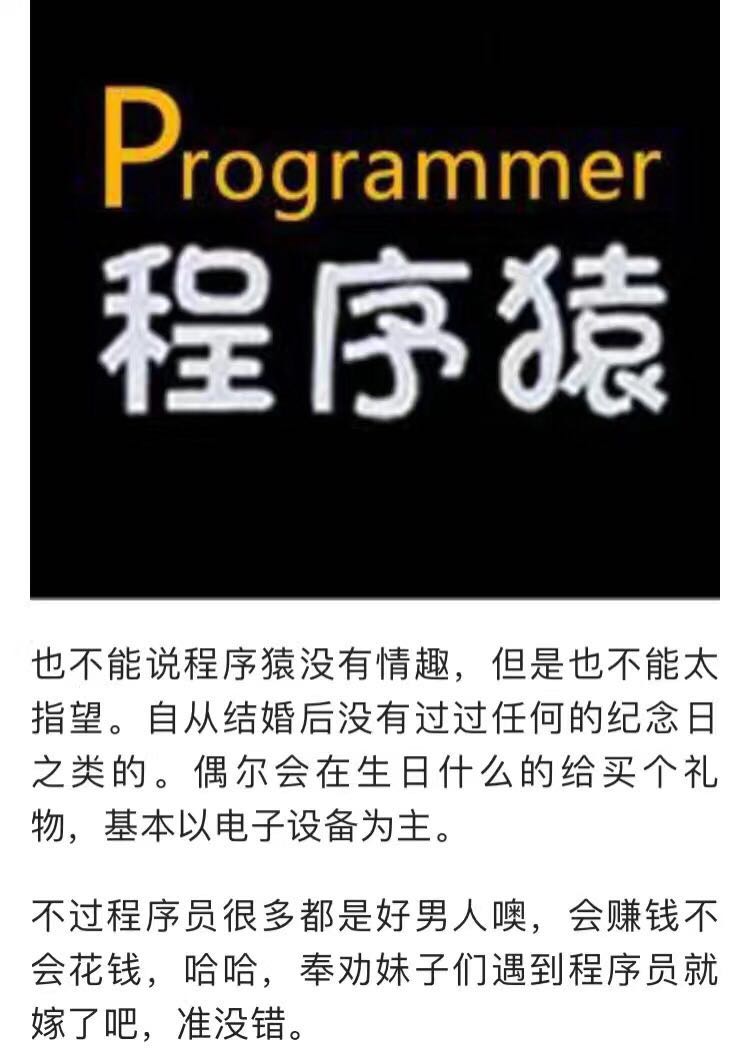 Programmer
程序猿
也不能说程序猿没有情趣，但是也不能太
指望。自从结婚后没有过过任何的纪念日
之类的。偶尔会在生日什么的给买个礼
物，基本以电子设备为主。
不过程序员很多都是好男人噢，会赚钱不
会花钱，哈哈，奉劝妹子们遇到程序员就
嫁了吧，准没错。